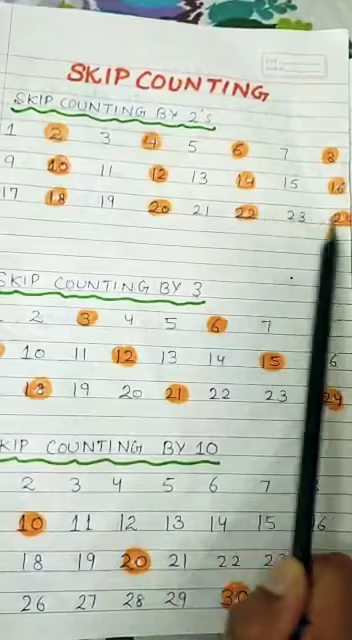 SKIP COUNTING
SKIP COUNTING BY 2's
1 2 3 4 5 6 7 8
9 10 11 12 13 14 15 16
17 18 19 20 21 22 23 24
SKIP COUNTING BY 3
2 3 4 5 6 7
10 11 12 13 14 15 6
18 19 20 21 22 23 24
KIP COUNTING BY 10
2 3 4 5 6 7
10 11 12 13 14 15 16
18 19 20 21 22
26 27 28 29 30